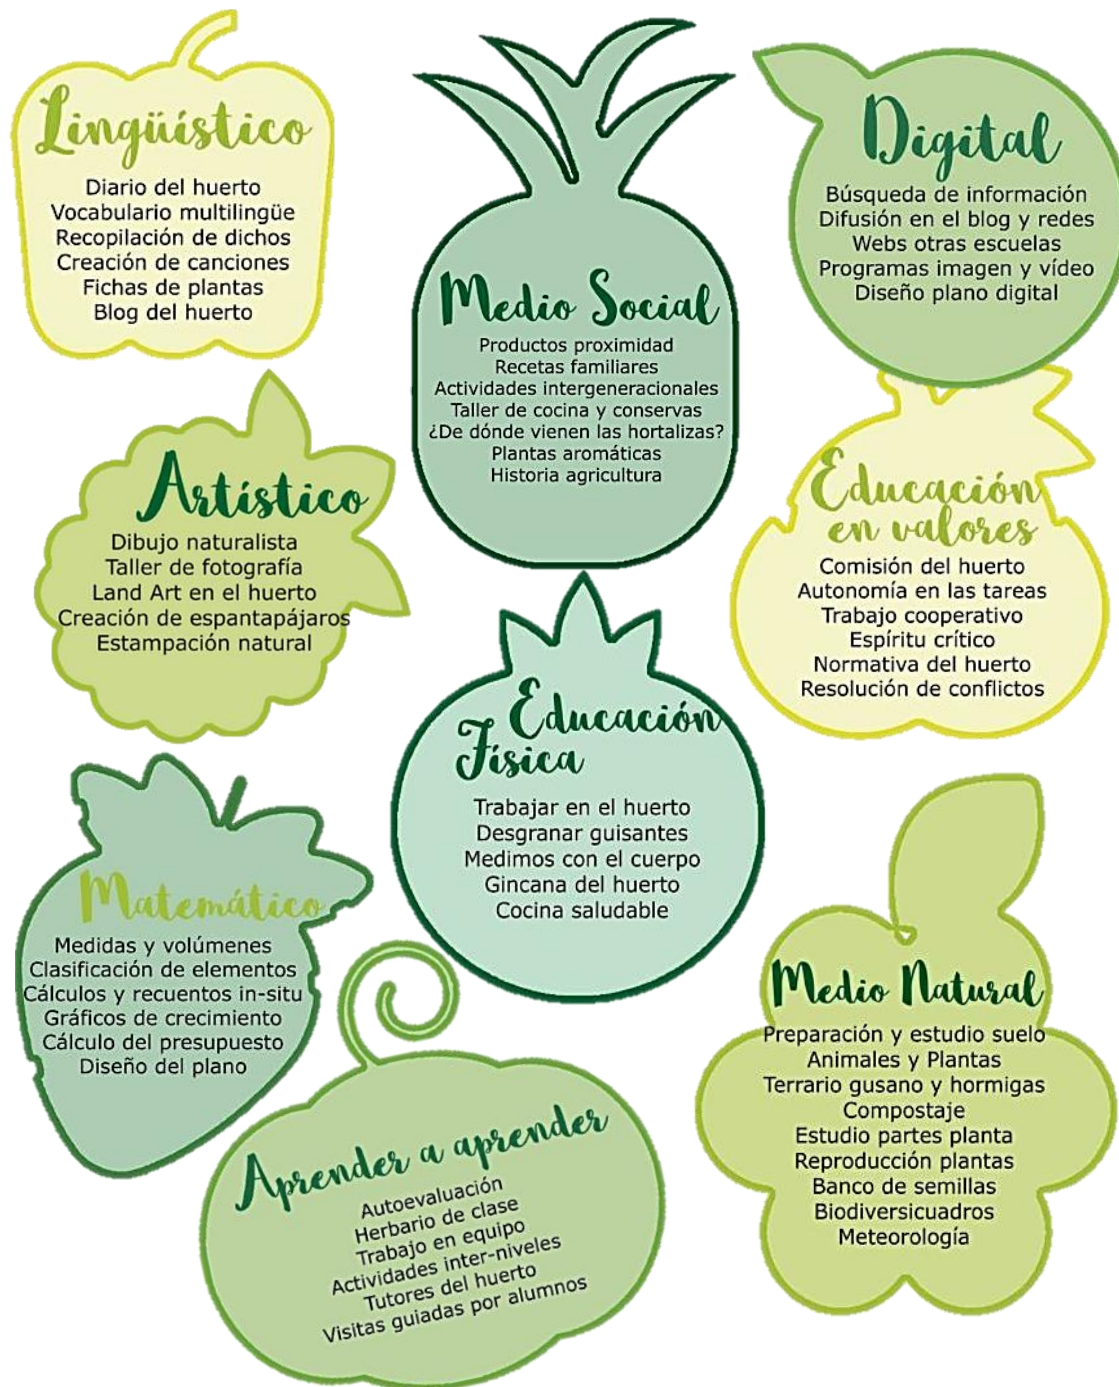 Lingüístico
Diario del huerto
Vocabulario multilingüe
Recopilación de dichos
Creación de canciones
Fichas de plantas
Blog del huerto
Medio Social
Productos proximidad
Recetas familiares
Actividades intergeneracionales
Taller de cocina y conservas
¿De dónde vienen las hortalizas?
Plantas aromáticas
Historia agricultura
Digital
Búsqueda de información
Difusión en el blog y redes
Webs otras escuelas
Programas imagen y vídeo
Diseño plano digital
Artístico
Dibujo naturalista
Taller de fotografía
Land Art en el huerto
Creación de espantapájaros
Estampación natural
Educación
en valores
Comisión del huerto
Autonomía en las tareas
Trabajo cooperativo
Espíritu crítico
Normativa del huerto
Resolución de conflictos
Educación
Física
Trabajar en el huerto
Desgranar guisantes
Medimos con el cuerpo
Gincana del huerto
Cocina saludable
Matemático
Medidas y volúmenes
Clasificación de elementos
Cálculos y recuentos in-situ
Gráficos de crecimiento
Cálculo del presupuesto
Diseño del plano
Medio Natural
Preparación y estudio suelo
Animales y Plantas
Terrario gusano y hormigas
Compostaje
Estudio partes planta
Reproducción plantas
Banco de semillas
Biodiversicuadros
Meteorología
Aprender a aprender
Autoevaluación
Herbario de clase
Trabajo en equipo
Actividades inter-niveles
Tutores del huerto
Visitas guiadas por alumnos